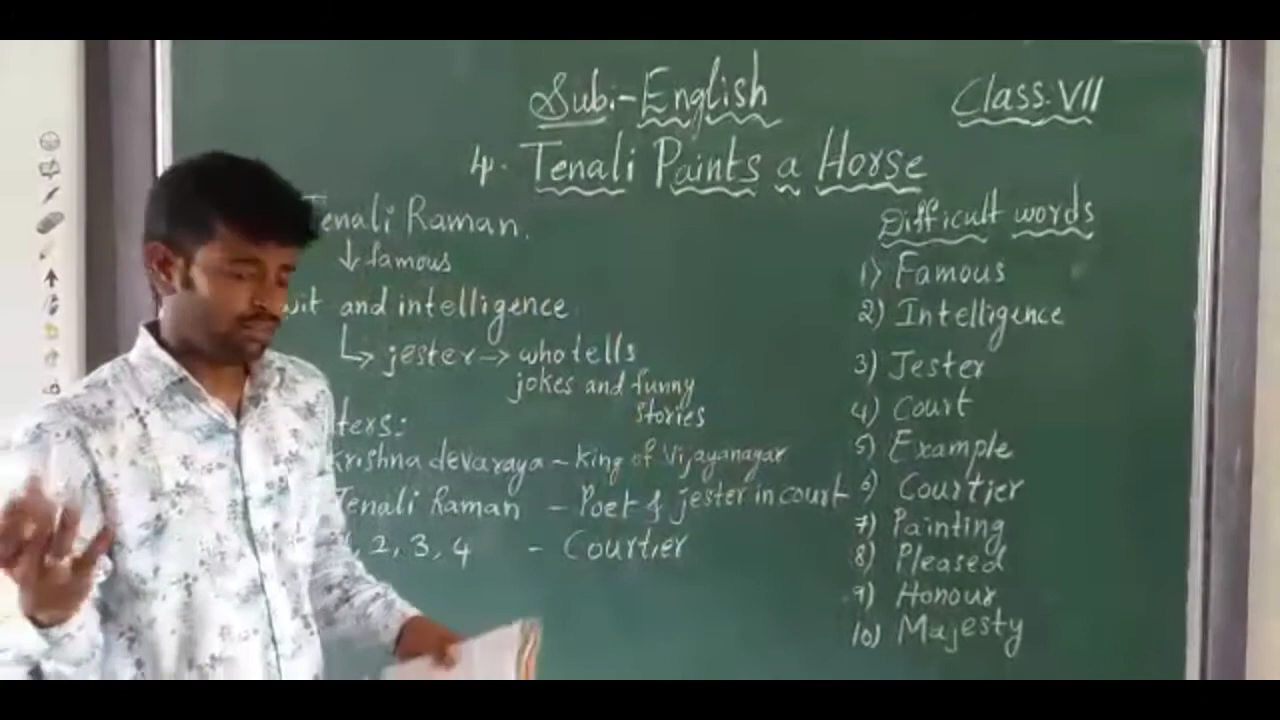 Sub:-English
Class:VII
4. Tenali Paints a Horse
Tenali Raman.
↓ famous
wit and intelligence
↳ jester → who tells
jokes and funny
stories
ters:
Krishna devaraya - King of Vijayanagar
Tenali Raman - Poet & jester in court
2, 3, 4 - Courtier
Difficult words
1) Famous
2) Intelligence
3) Jester
4) Court
5) Example
6) Courtier
7) Painting
8) Pleased
9) Honour
10) Majesty